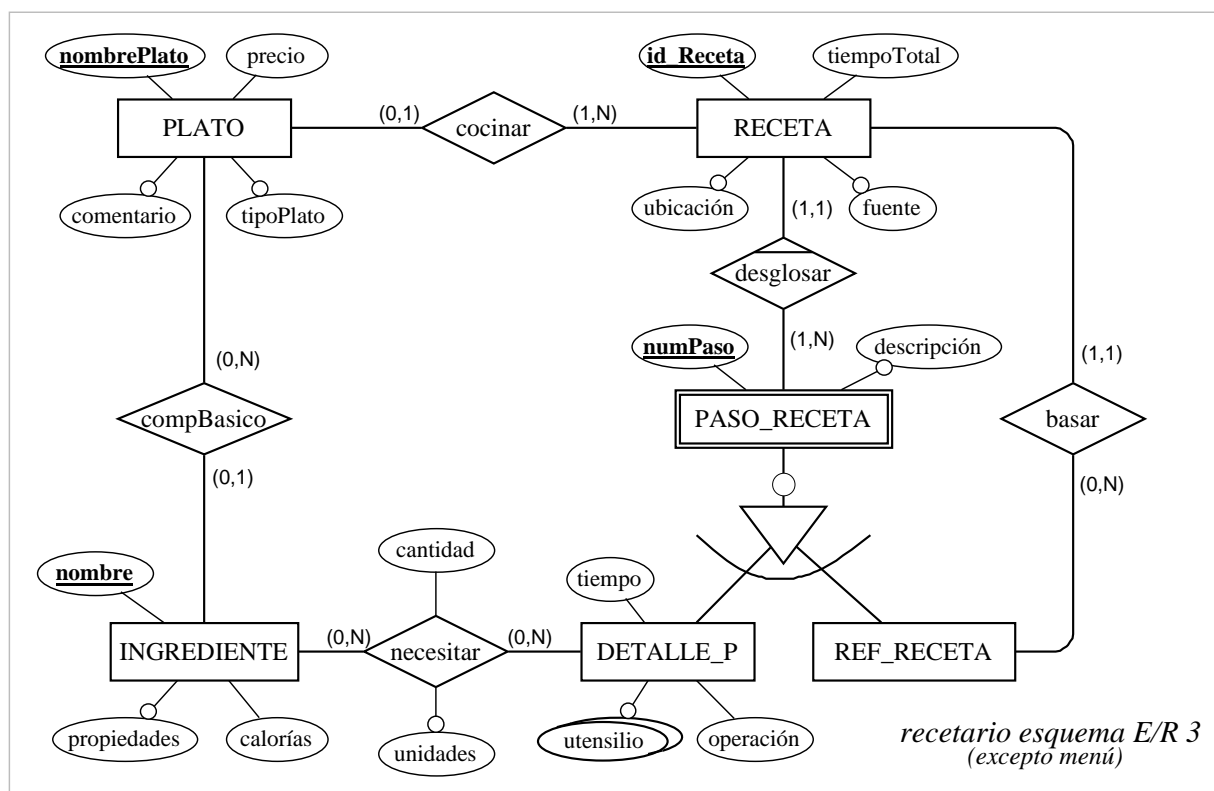 nombrePlato
precio
id_Receta
tiempoTotal
PLATO
(0,1)
cocinar
(1,N)
RECETA
comentario
tipoPlato
ubicación
(1,1)
fuente
desglosar
(0,N)
(1,N)
numPaso
descripción
(1,1)
compBasico
PASO_RECETA
basar
(0,1)
(0,N)
cantidad
nombre
tiempo
INGREDIENTE
(0,N)
necesitar
(0,N)
DETALLE_P
REF_RECETA
propiedades
calorías
unidades
utensilio
operación
recetario esquema E/R 3
(excepto menú)